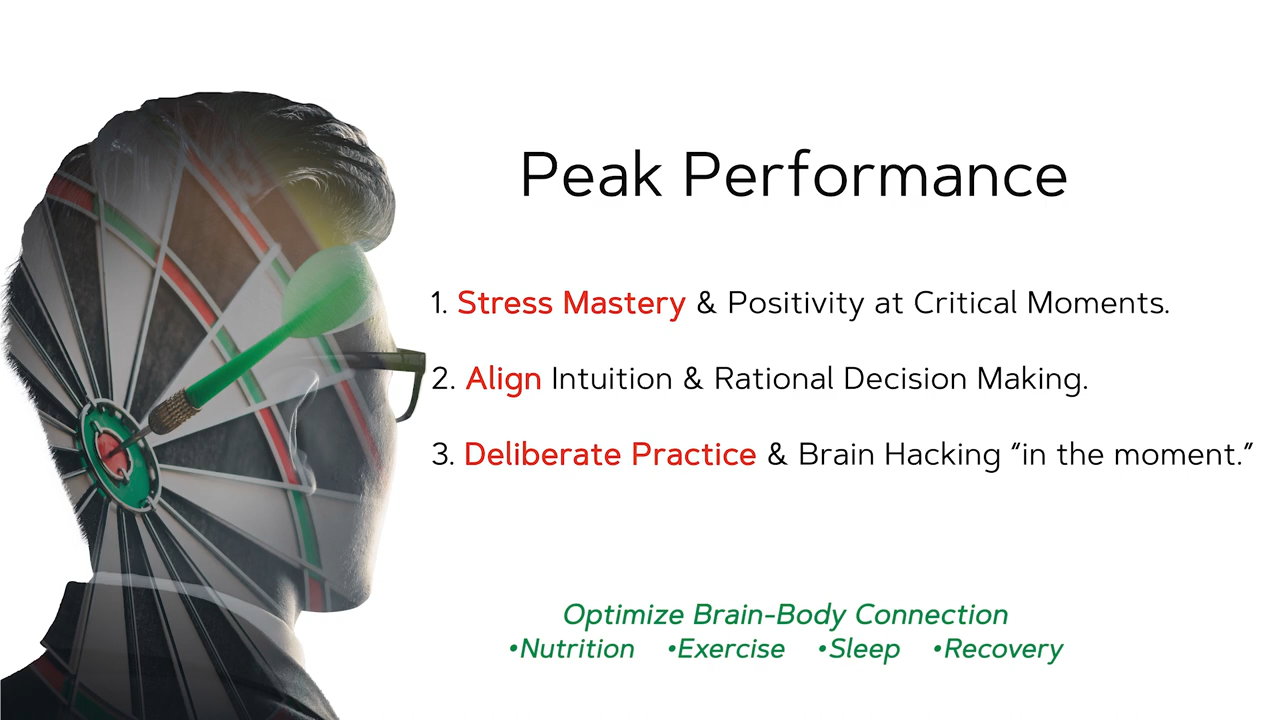 Peak Performance
1. Stress Mastery & Positivity at Critical Moments.
2. Align Intuition & Rational Decision Making.
3. Deliberate Practice & Brain Hacking “in the moment.”
Optimize Brain-Body Connection
•Nutrition •Exercise •Sleep •Recovery